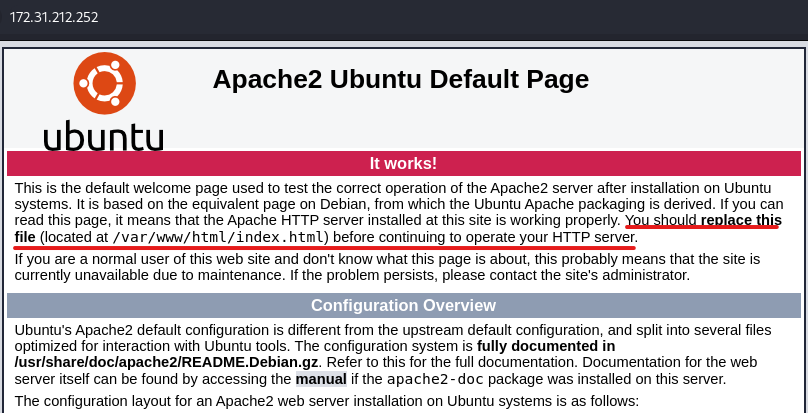 172.31.212.252
Apache2 Ubuntu Default Page
ubuntu
It works!
This is the default welcome page used to test the correct operation of the Apache2 server after installation on Ubuntu
systems. It is based on the equivalent page on Debian, from which the Ubuntu Apache packaging is derived. If you can
read this page, it means that the Apache HTTP server installed at this site is working properly. You should replace this
file (located at /var/www/html/index.html) before continuing to operate your HTTP server.
If you are a normal user of this web site and don't know what this page is about, this probably means that the site is
currently unavailable due to maintenance. If the problem persists, please contact the site's administrator.
Configuration Overview
Ubuntu's Apache2 default configuration is different from the upstream default configuration, and split into several files
optimized for interaction with Ubuntu tools. The configuration system is fully documented in
/usr/share/doc/apache2/README.Debian.gz. Refer to this for the full documentation. Documentation for the web
server itself can be found by accessing the manual if the apache2-doc package was installed on this server.
The configuration layout for an Apache2 web server installation on Ubuntu systems is as follows: